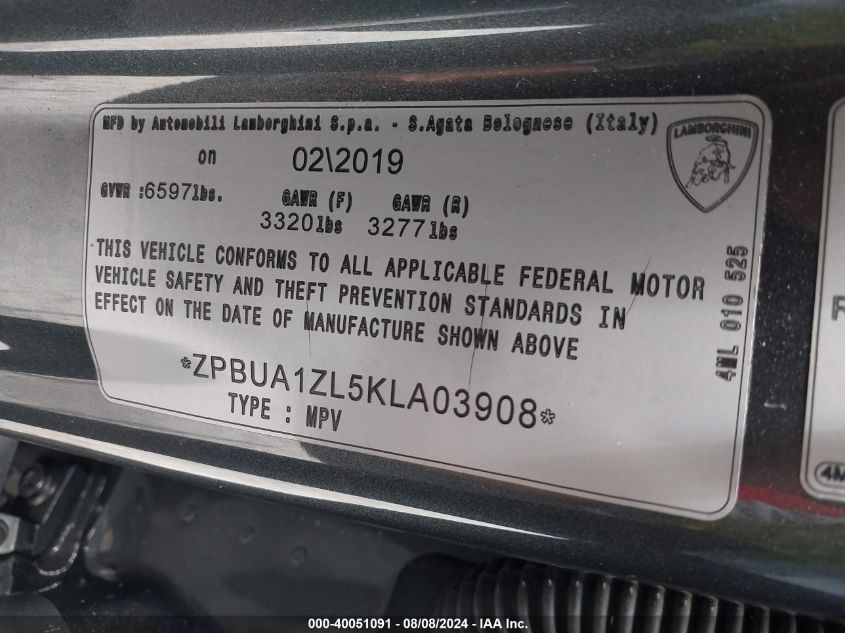 MFD by Automobili Lamborghini S.p.a. - S.Agata Bolognese (Italy)
on 02\2019
GVWR :6597lbs. GAWR (F) GAWR (R)
3320lbs 3277lbs
THIS VEHICLE CONFORMS TO ALL APPLICABLE FEDERAL MOTOR
VEHICLE SAFETY AND THEFT PREVENTION STANDARDS IN
EFFECT ON THE DATE OF MANUFACTURE SHOWN ABOVE
*ZPBUA1ZL5KLA03908*
TYPE : MPV
LAMBORGHINI
4ML 010 525
000-40051091 - 08/08/2024 - IAA Inc.